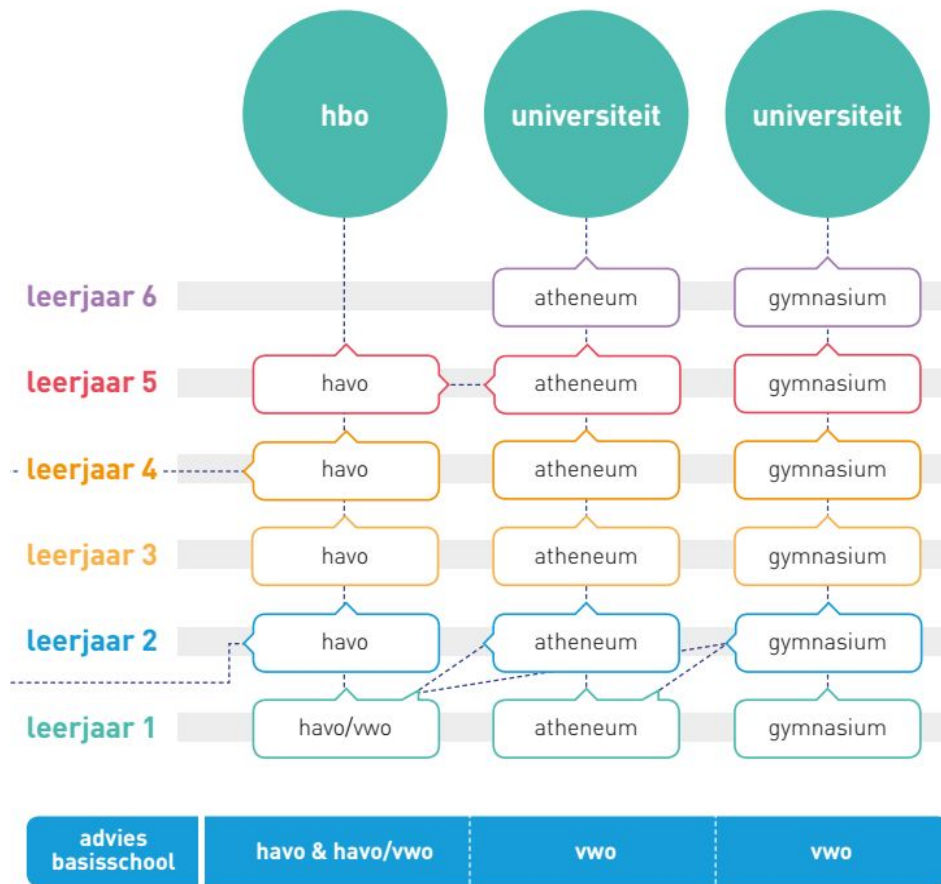 hbo universiteit universiteit
leerjaar 6 atheneum gymnasium
leerjaar 5 havo atheneum gymnasium
leerjaar 4 havo atheneum gymnasium
leerjaar 3 havo atheneum gymnasium
leerjaar 2 havo atheneum gymnasium
leerjaar 1 havo/vwo atheneum gymnasium
advies
basisschool
havo & havo/vwo vwo vwo